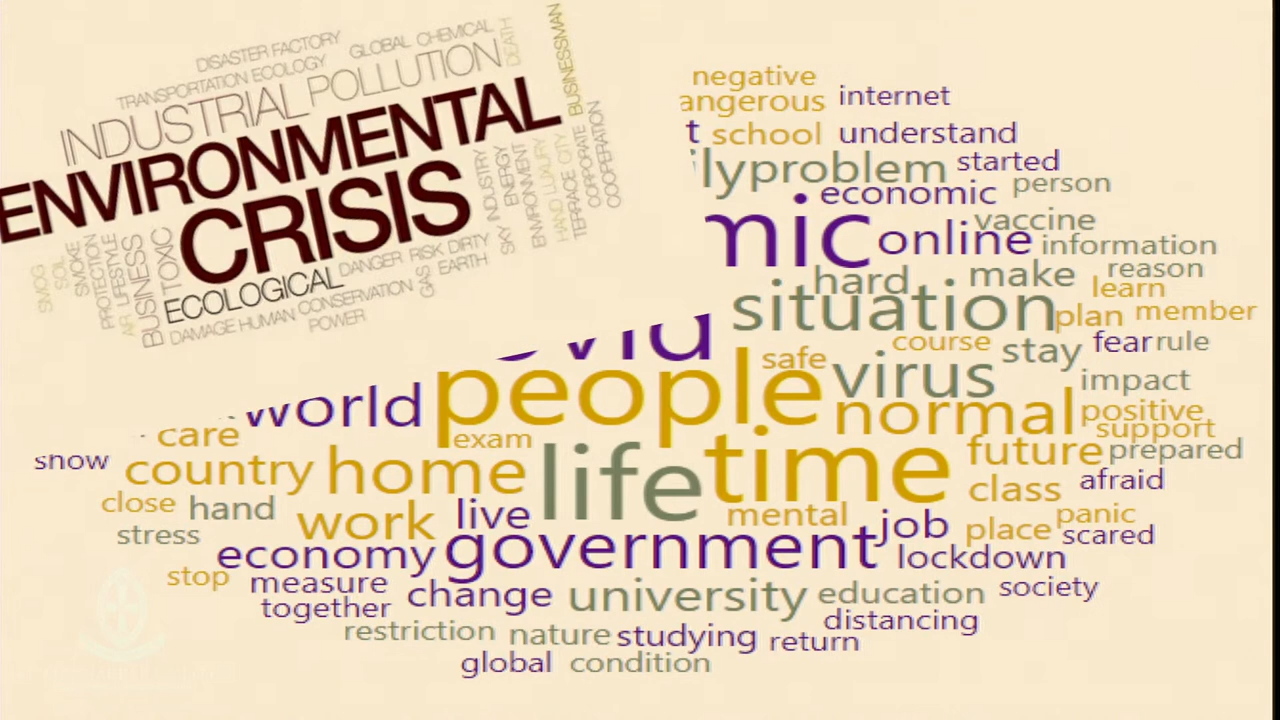 DISASTER FACTORY
GLOBAL CHEMICAL
TRANSPORTATION ECOLOGY
INDUSTRIAL POLLUTION
DEATH
BUSINESSMAN
ENVIRONMENTAL
CRISIS
SKY INDUSTRY
ENERGY
ENVIRONMENT
HAND LUXURY
TERRACE CITY
CORPORATE
COOPERATION
SMOG
SOIL
SMOKE
PROTECTION
AIR LIFESTYLE
BUSINESS
TOXIC
ECOLOGICAL
DANGER RISK DIRTY
GAS EARTH
DAMAGE HUMAN CONSERVATION
POWER
negative
angerous internet
t school understand
ilyproblem started
economic person
mic online vaccine
information
hard make reason
situation learn
plan member
vid safe course stay fear rule
people virus impact
world normal positive
care exam support
show country home life time future prepared
close hand class afraid
stress work live mental job place panic
scared
economy government lockdown
stop measure change university education society
together distancing
restriction nature studying return
global condition